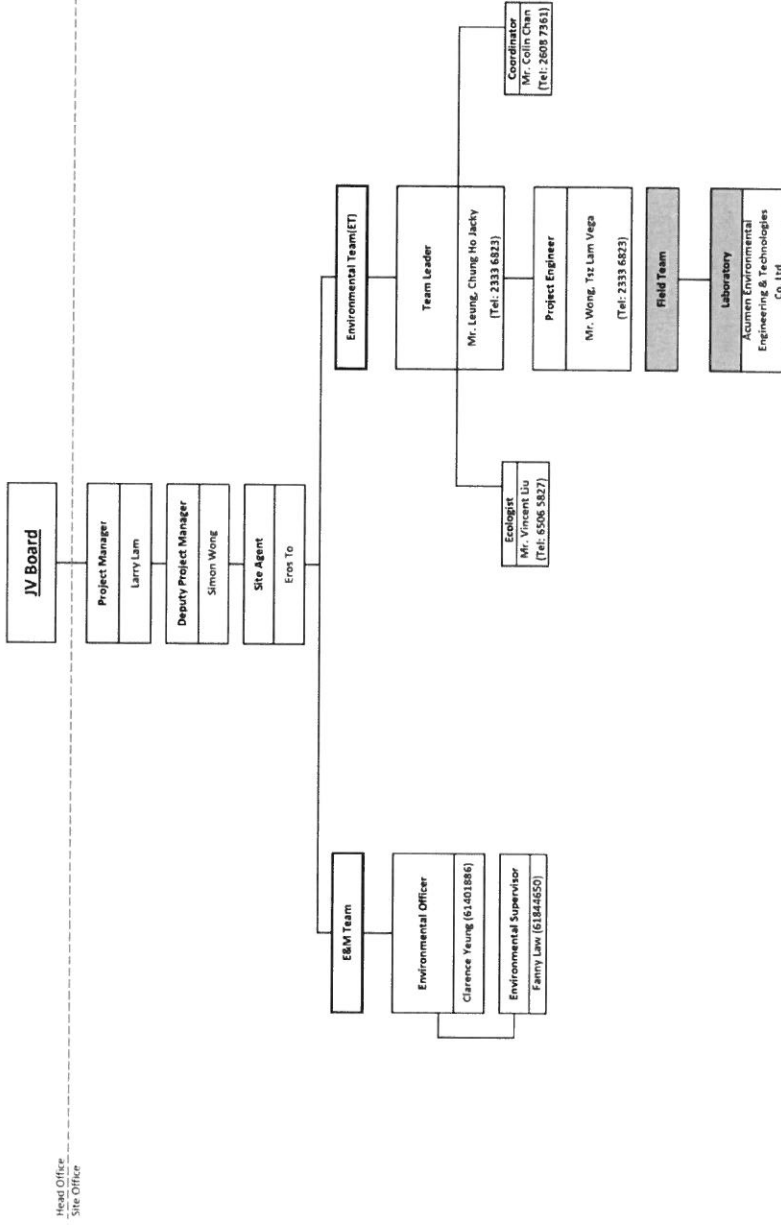 Head Office
Site Office
JV Board
Project Manager
Larry Lam
Deputy Project Manager
Simon Wong
Site Agent
Eros To
E&M Team
Environmental Officer
Clarence Yeung (61401886)
Environmental Supervisor
Fanny Law (61844650)
Environmental Team(ET)
Team Leader
Mr. Leung, Chung Ho Jacky
(Tel: 2333 6823)
Ecologist
Mr. Vincent Liu
(Tel: 6506 5827)
Coordinator
Mr. Colin Chan
(Tel: 2608 7361)
Project Engineer
Mr. Wong, Tsz Lam Vega
(Tel: 2333 6823)
Field Team
Laboratory
Acumen Environmental
Engineering & Technologies
Co. Ltd